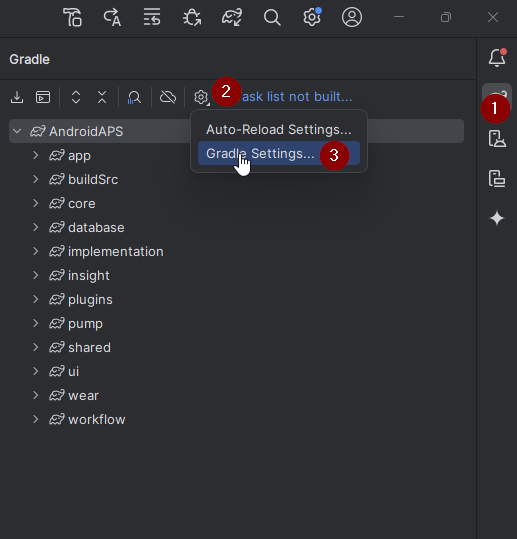 Gradle
2
ask list not built...
1
AndroidAPS
Auto-Reload Settings...
app
Gradle Settings...
3
buildSrc
core
database
implementation
insight
plugins
pump
shared
ui
wear
workflow